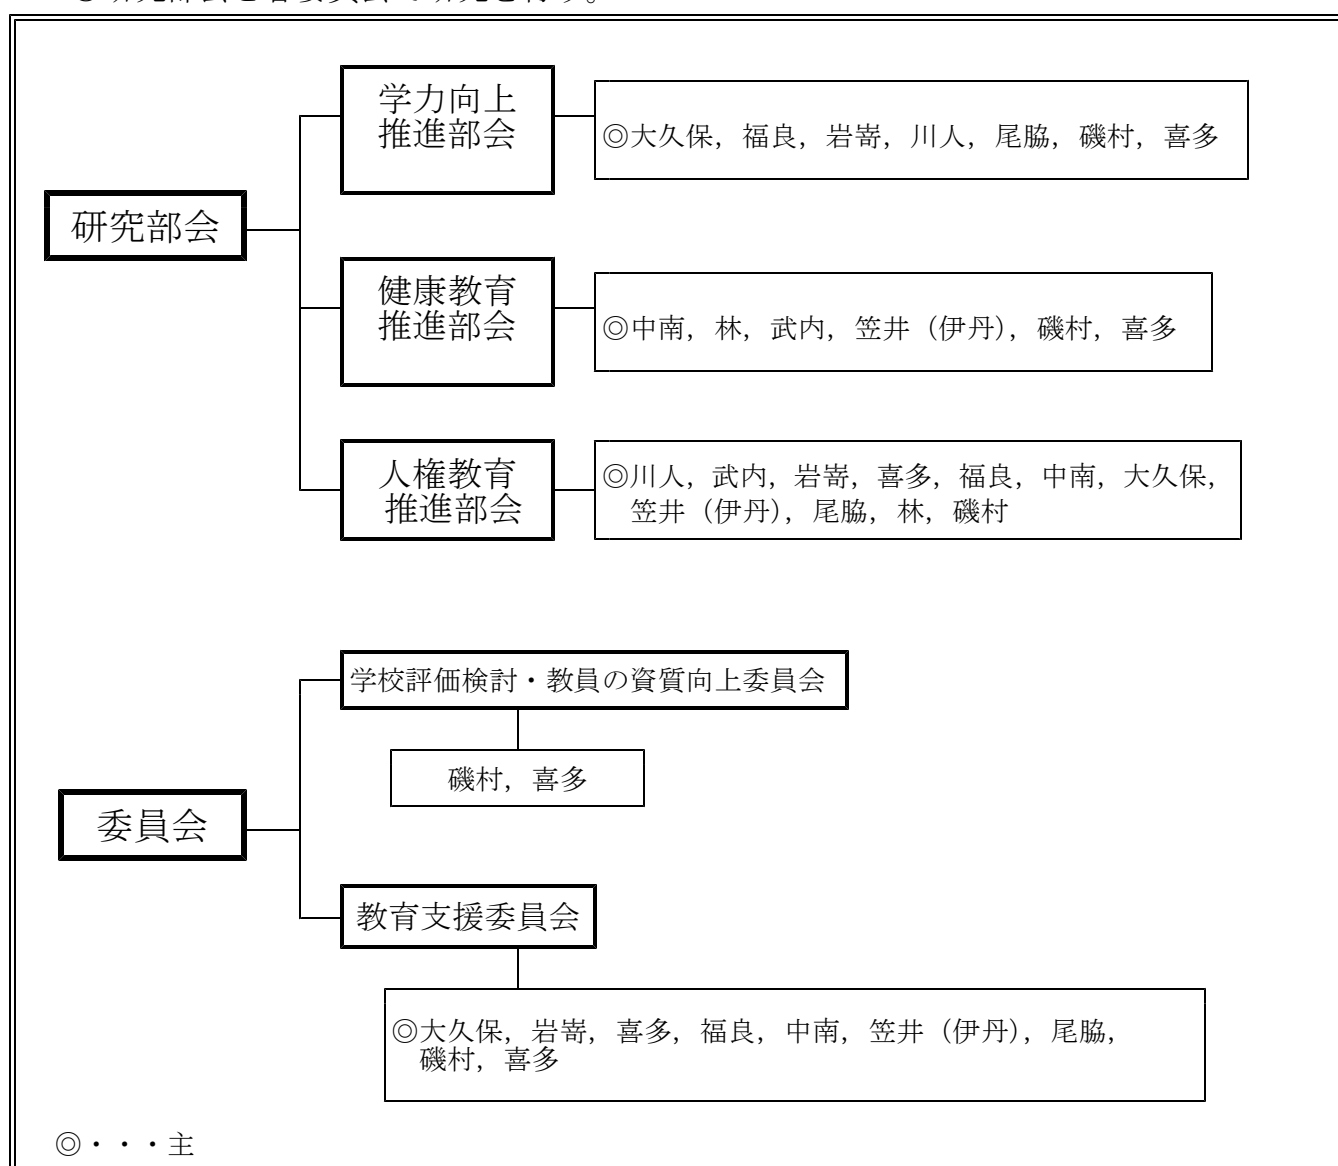 学力向上
推進部会
◎大久保，福良，岩嵜，川人，尾脇，磯村，喜多
研究部会
健康教育
推進部会
◎中南，林，武内，笠井（伊丹），磯村，喜多
人権教育
推進部会
◎川人，武内，岩嵜，喜多，福良，中南，大久保，
笠井（伊丹），尾脇，林，磯村
学校評価検討・教員の資質向上委員会
磯村，喜多
委員会
教育支援委員会
◎大久保，岩嵜，喜多，福良，中南，笠井（伊丹），尾脇，
磯村，喜多
◎・・・主